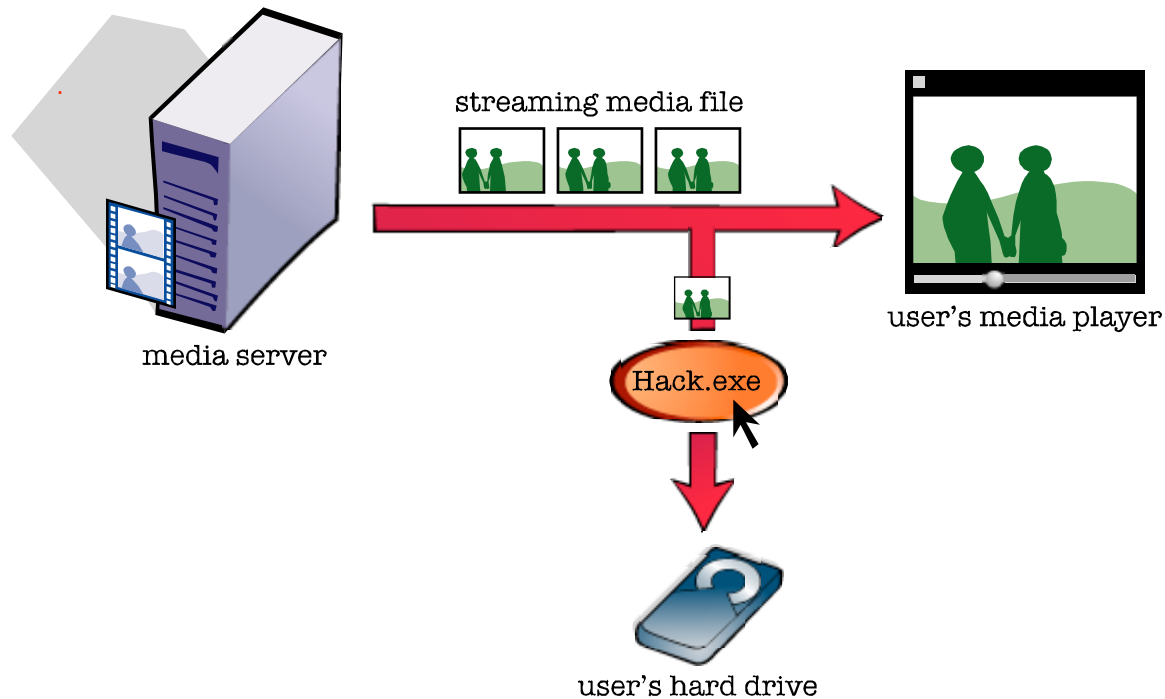 streaming media file
media server
user's media player
Hack.exe
user's hard drive